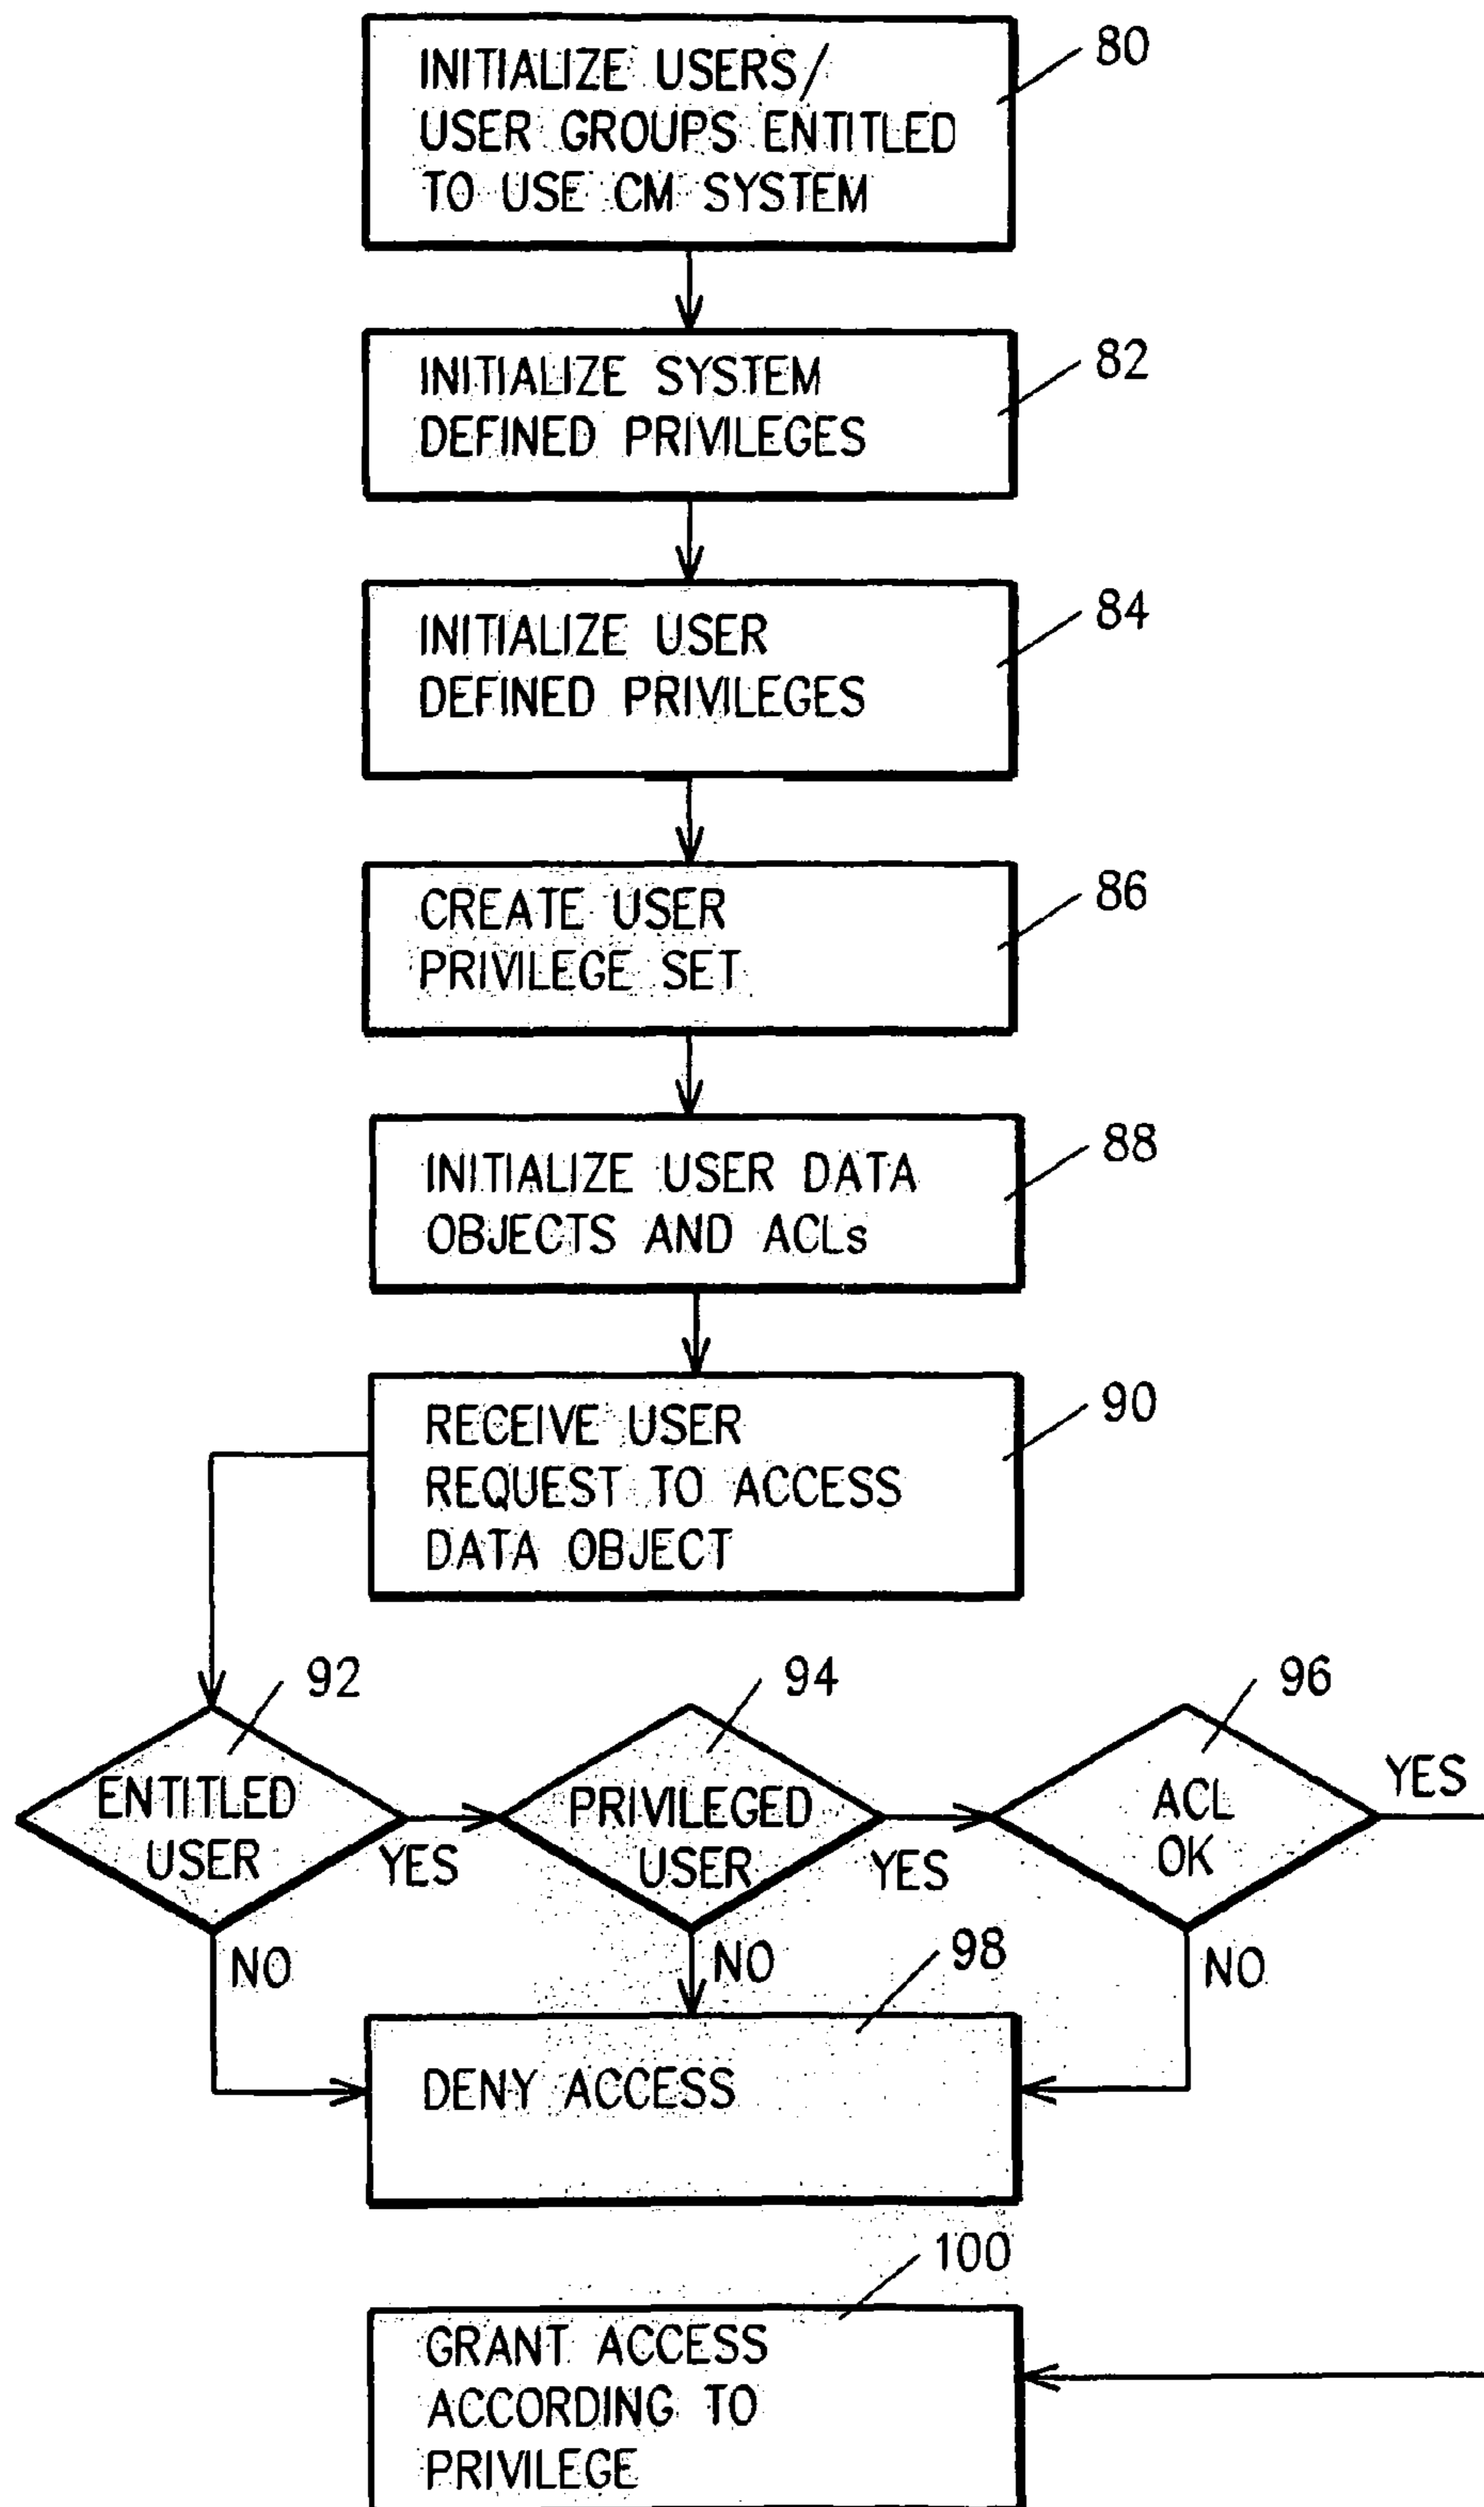 INITIALIZE USERS/
USER GROUPS ENTITLED
TO USE CM SYSTEM
80
INITIALIZE SYSTEM
DEFINED PRIVILEGES
82
INITIALIZE USER
DEFINED PRIVILEGES
84
CREATE USER
PRIVILEGE SET
86
INITIALIZE USER DATA
OBJECTS AND ACLs
88
RECEIVE USER
REQUEST TO ACCESS
DATA OBJECT
90
92
ENTITLED
USER
YES
NO
94
PRIVILEGED
USER
YES
NO
96
ACL
OK
YES
NO
98
DENY ACCESS
100
GRANT ACCESS
ACCORDING TO
PRIVILEGE